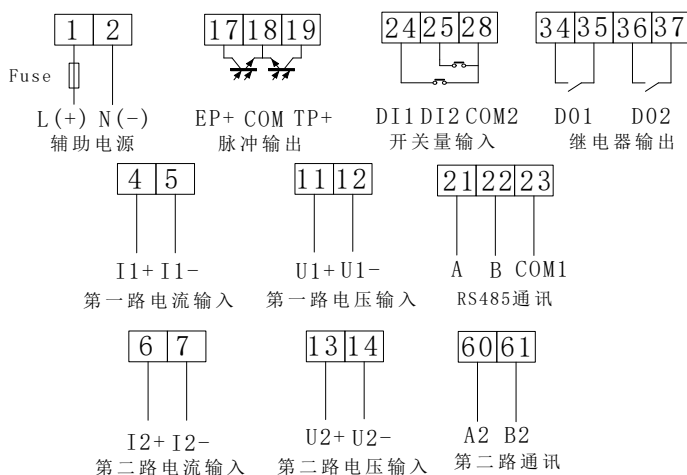 1 2
Fuse
L(+) N(-)
辅助电源
17 18 19
EP+ COM TP+
脉冲输出
24 25 28
DI1 DI2 COM2
开关量输入
34 35 36 37
D01 D02
继电器输出
4 5
I1+ I1-
第一路电流输入
11 12
U1+ U1-
第一路电压输入
21 22 23
A B COM1
RS485通讯
6 7
I2+ I2-
第二路电流输入
13 14
U2+ U2-
第二路电压输入
60 61
A2 B2
第二路通讯